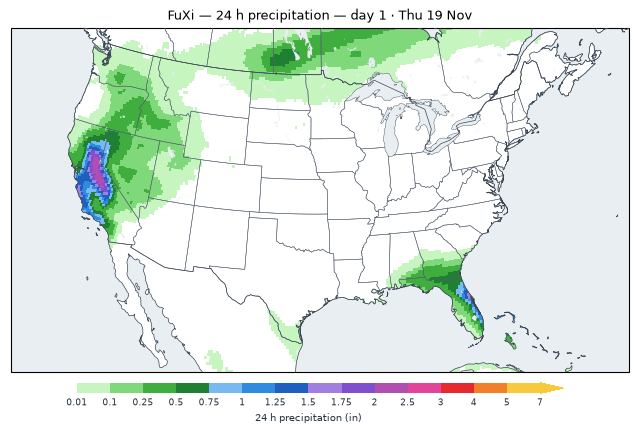 FuXi — 24 h precipitation — day 1 · Thu 19 Nov
0.01 0.1 0.25 0.5 0.75 1 1.25 1.5 1.75 2 2.5 3 4 5 7
24 h precipitation (in)